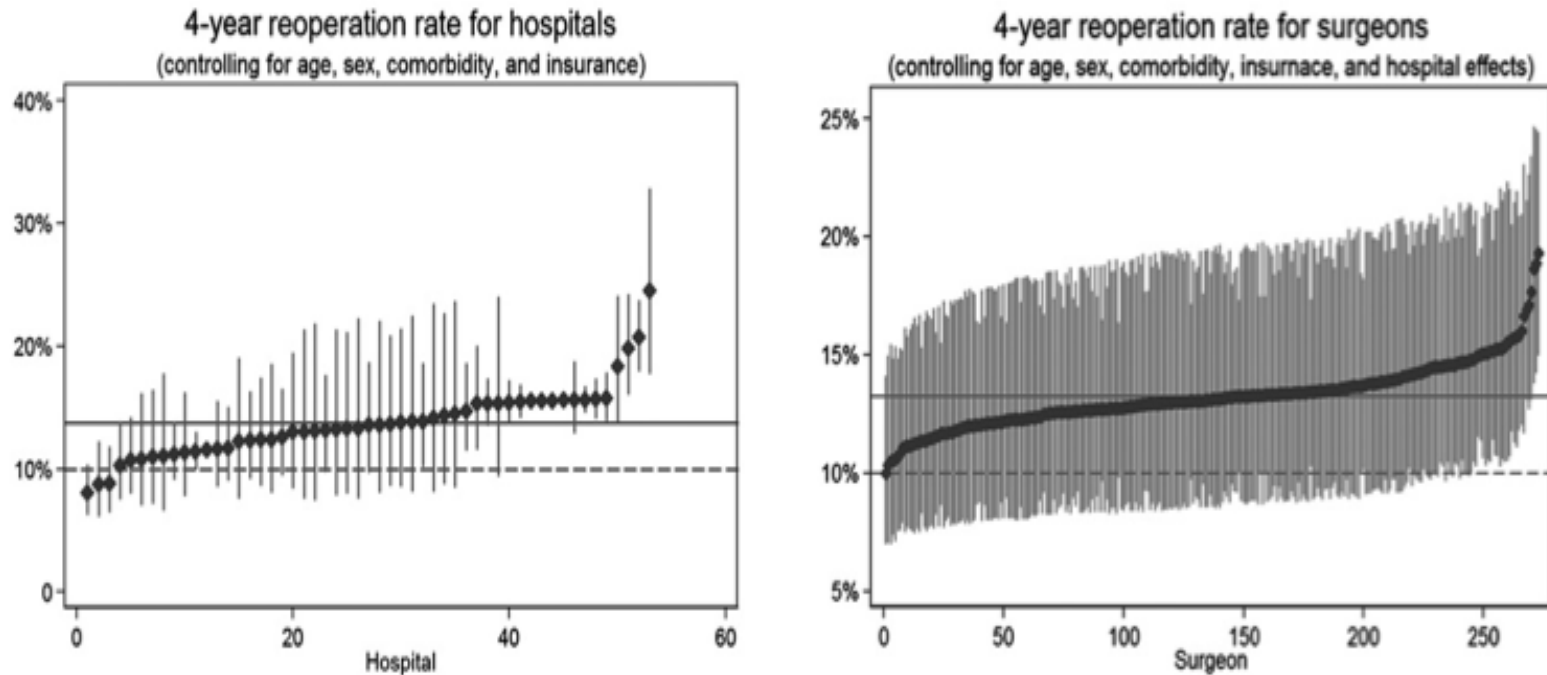 4-year reoperation rate for hospitals
(controlling for age, sex, comorbidity, and insurance)
40%
30%
20%
10%
0
0 20 40 60
Hospital
4-year reoperation rate for surgeons
(controlling for age, sex, comorbidity, insurnace, and hospital effects)
25%
20%
15%
10%
5%
0 50 100 150 200 250
Surgeon